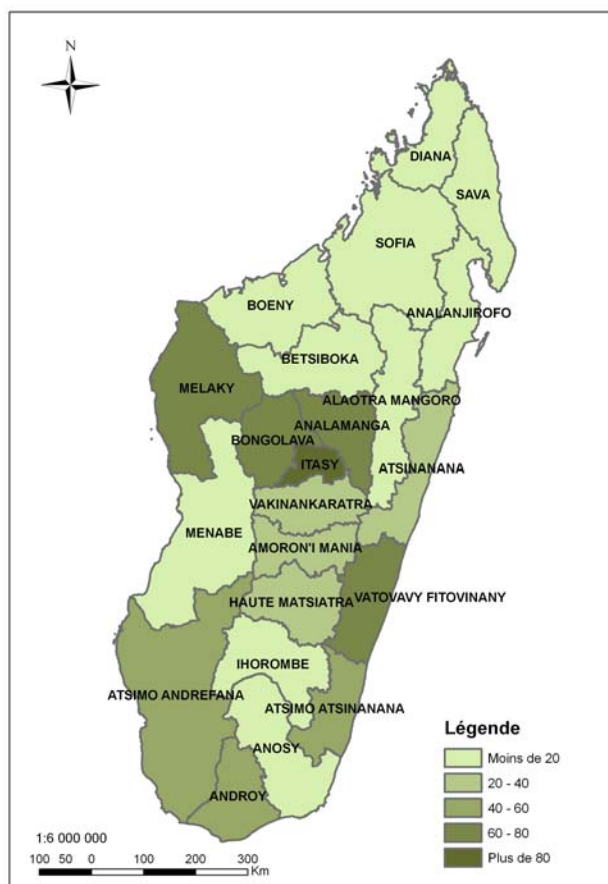 N
DIANA
SAVA
SOFIA
BOENY
ANALANJIROFO
BETSIBOKA
MELAKY
ALAOTRA MANGORO
ANALAMANGA
BONGOLAVA
ITASY
ATSINANANA
VAKINANKARATRA
MENABE
AMORON'I MANIA
HAUTE MATSIATRA
VATOVAVY FITOVINANY
IHOROMBE
ATSIMO ANDREFANA
ATSIMO ATSINANANA
ANOSY
ANDROY
Légende
Moins de 20
20 - 40
40 - 60
60 - 80
Plus de 80
1:6 000 000
100 50 0 100 200 300
Km